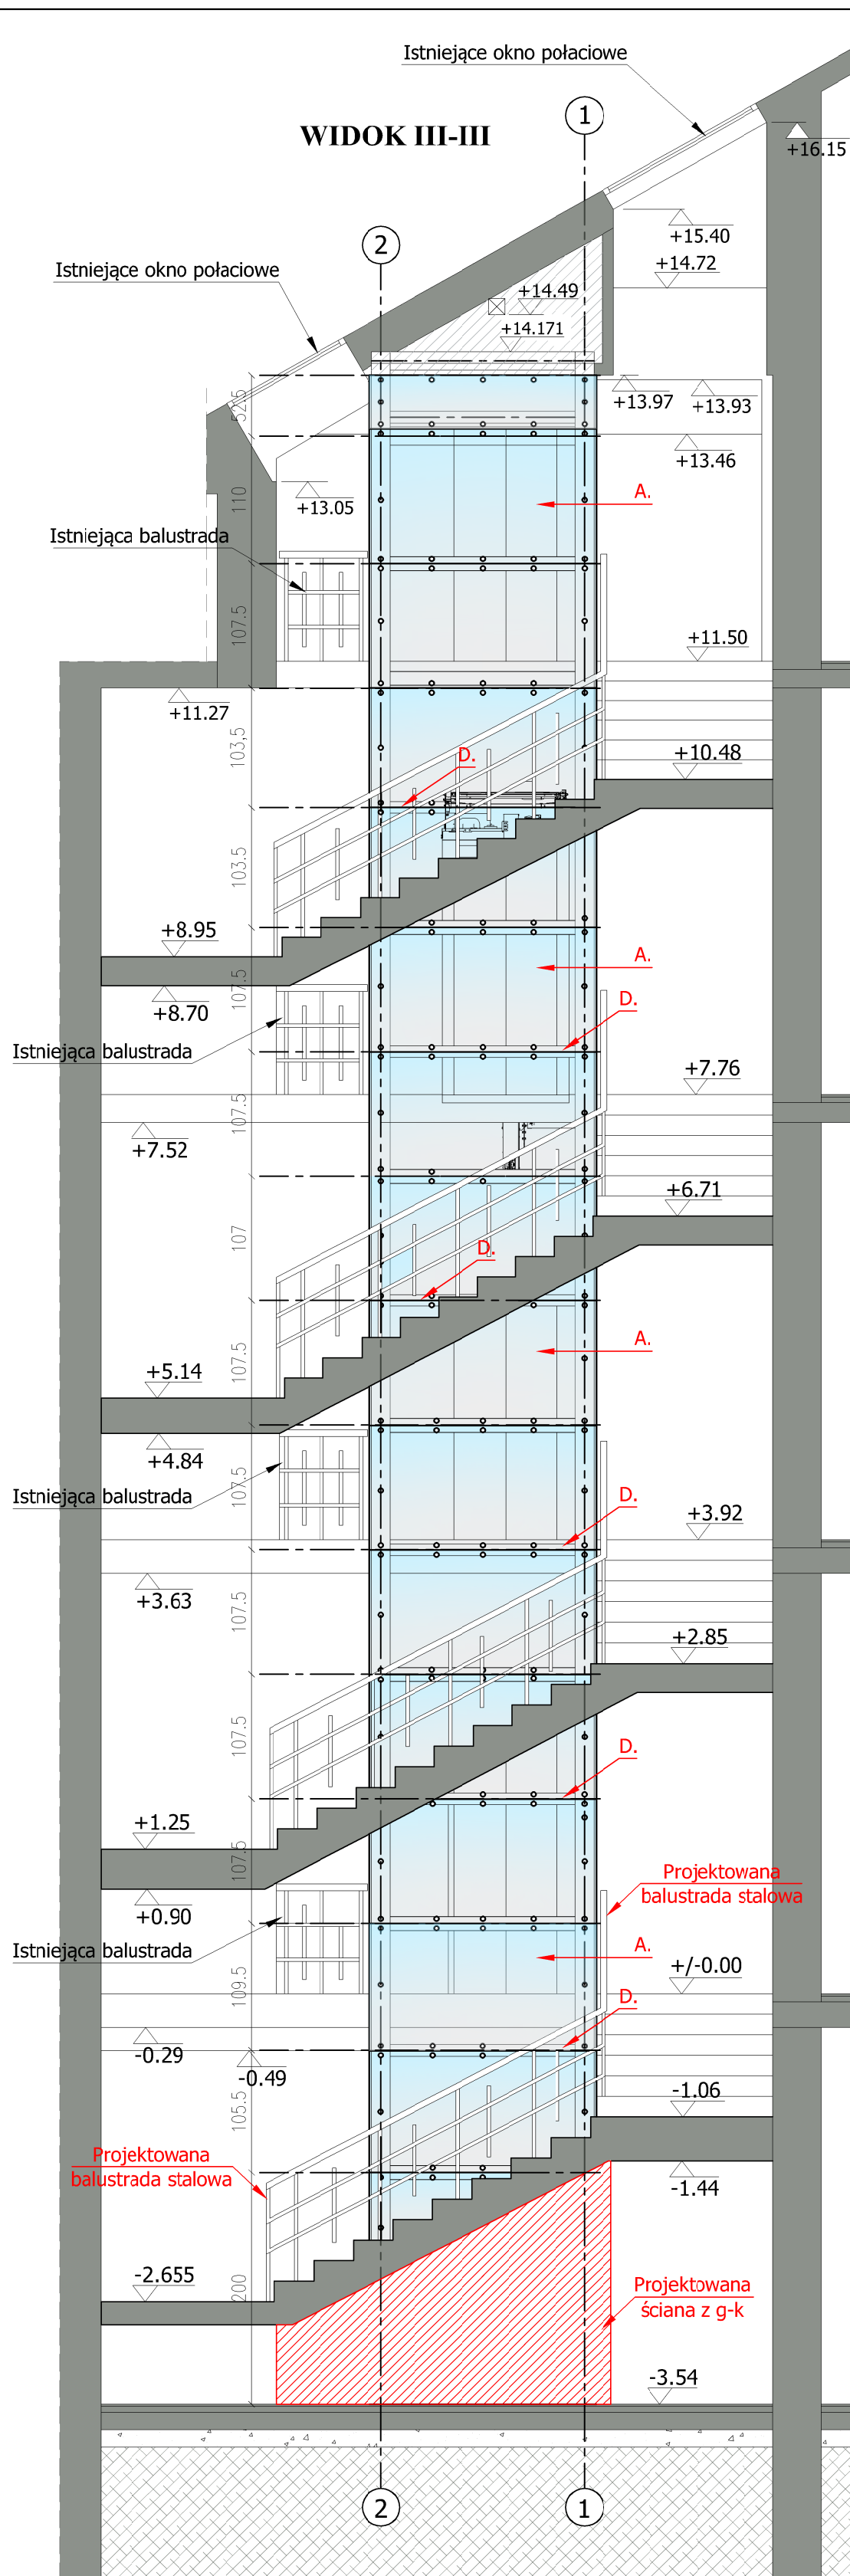 Istniejące okno połaciowe
WIDOK III-III
1
+16.15
2
+15.40
+14.72
Istniejące okno połaciowe
+14.49
+14.171
52.5
+13.97
+13.93
+13.46
110
A.
+13.05
Istniejąca balustrada
107.5
+11.50
+11.27
103,5
D.
+10.48
103.5
+8.95
A.
107.5
+8.70
D.
Istniejąca balustrada
+7.76
107.5
+7.52
+6.71
107
D.
A.
+5.14
107.5
+4.84
Istniejąca balustrada
107.5
D.
+3.92
+3.63
107.5
+2.85
107.5
D.
+1.25
107.5
Projektowana
balustrada stalowa
+0.90
Istniejąca balustrada
A.
+/-0.00
109.5
D.
-0.29
-0.49
-1.06
105.5
Projektowana
balustrada stalowa
-1.44
-2.655
200
Projektowana
ściana z g-k
-3.54
2
1